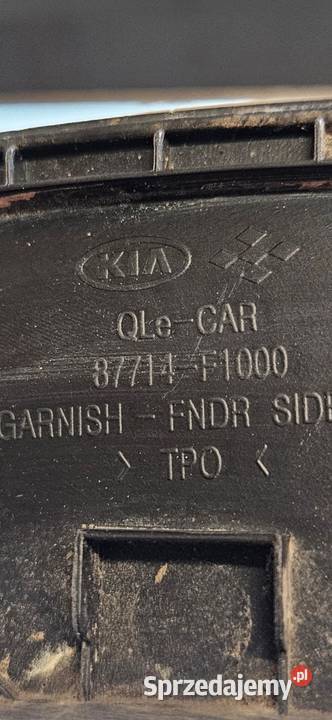 KIA
QLe-CAR
87714-F1000
GARNISH-FNDR SIDE
> TPO <
Sprzedajemy.pl